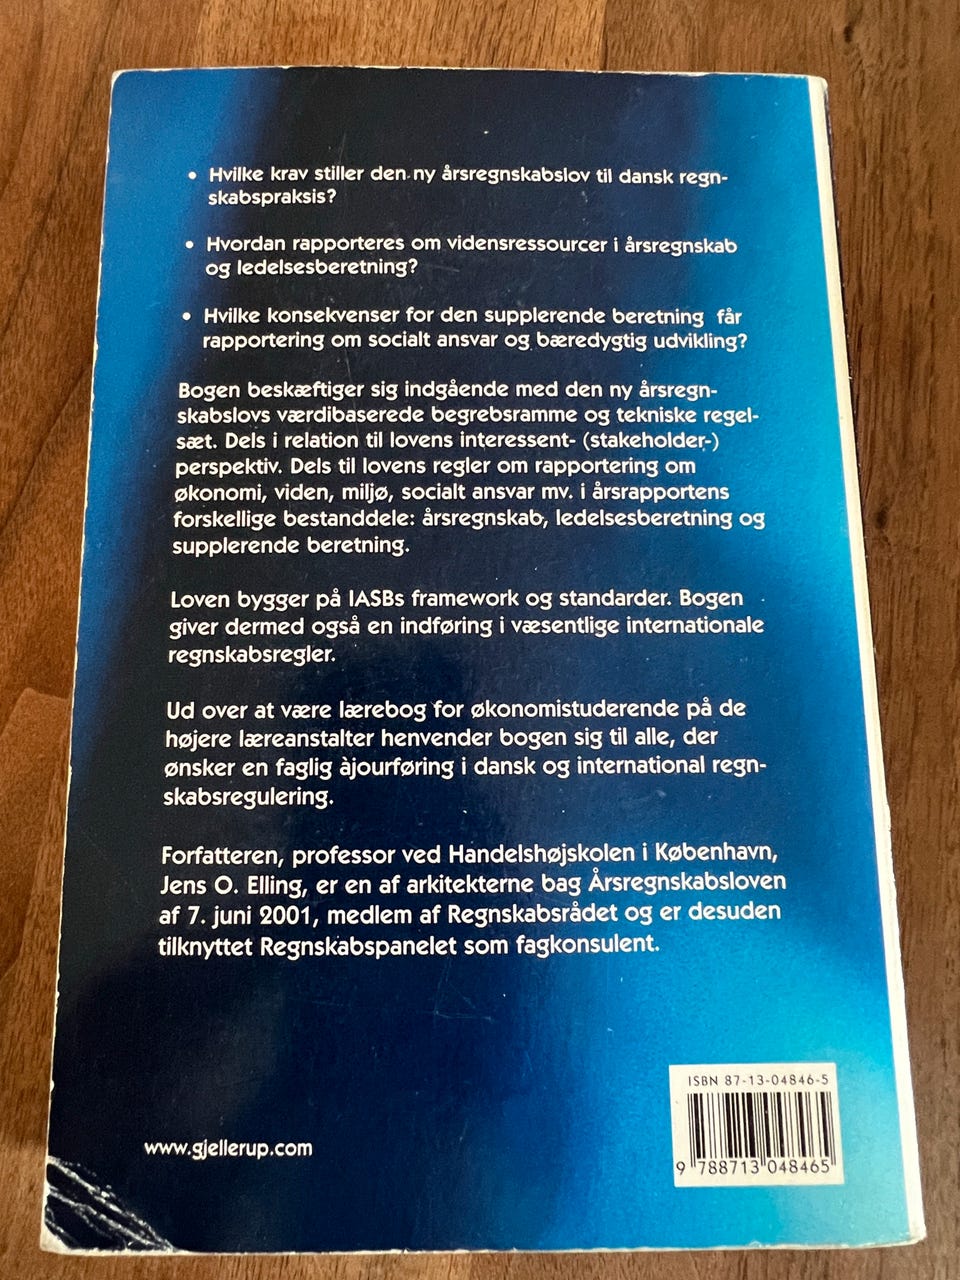 • Hvilke krav stiller den ny årsregnskabslov til dansk regn-
skabspraksis?
• Hvordan rapporteres om vidensressourcer i årsregnskab
og ledelsesberetning?
• Hvilke konsekvenser for den supplerende beretning får
rapportering om socialt ansvar og bæredygtig udvikling?
Bogen beskæftiger sig indgående med den ny årsregn-
skabslovs værdibaserede begrebsramme og tekniske regel-
sæt. Dels i relation til lovens interessent- (stakeholder-)
perspektiv. Dels til lovens regler om rapportering om
økonomi, viden, miljø, socialt ansvar mv. i årsrapportens
forskellige bestanddele: årsregnskab, ledelsesberetning og
supplerende beretning.
Loven bygger på IASBs framework og standarder. Bogen
giver dermed også en indføring i væsentlige internationale
regnskabsregler.
Ud over at være lærebog for økonomistuderende på de
højere læreanstalter henvender bogen sig til alle, der
ønsker en faglig àjourføring i dansk og international regn-
skabsregulering.
Forfatteren, professor ved Handelshøjskolen i København,
Jens O. Elling, er en af arkitekterne bag Årsregnskabsloven
af 7. juni 2001, medlem af Regnskabsrådet og er desuden
tilknyttet Regnskabspanelet som fagkonsulent.
www.gjellerup.com
ISBN 87-13-04846-5
9 788713 048465